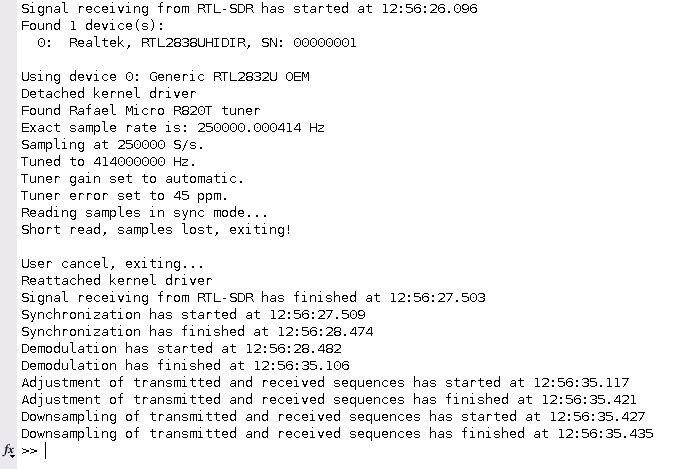 Signal receiving from RTL-SDR has started at 12:56:26.096
Found 1 device(s):
0: Realtek, RTL2838UHIDIR, SN: 00000001
Using device 0: Generic RTL2832U OEM
Detached kernel driver
Found Rafael Micro R820T tuner
Exact sample rate is: 250000.000414 Hz
Sampling at 250000 S/s.
Tuned to 414000000 Hz.
Tuner gain set to automatic.
Tuner error set to 45 ppm.
Reading samples in sync mode...
Short read, samples lost, exiting!
User cancel, exiting...
Reattached kernel driver
Signal receiving from RTL-SDR has finished at 12:56:27.503
Synchronization has started at 12:56:27.509
Synchronization has finished at 12:56:28.474
Demodulation has started at 12:56:28.482
Demodulation has finished at 12:56:35.106
Adjustment of transmitted and received sequences has started at 12:56:35.117
Adjustment of transmitted and received sequences has finished at 12:56:35.421
Downsampling of transmitted and received sequences has started at 12:56:35.427
Downsampling of transmitted and received sequences has finished at 12:56:35.435
fx >>